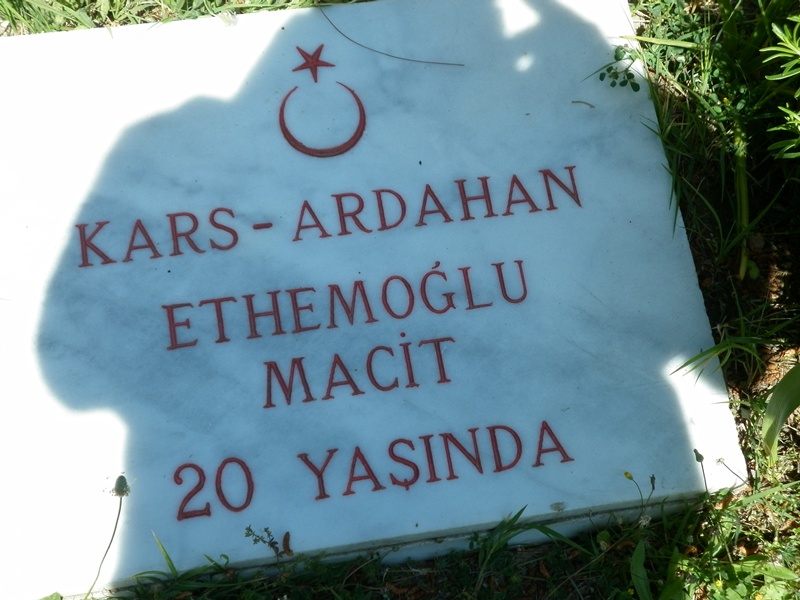 KARS - ARDAHAN
ETHEMOĞLU
MACİT
20 YAŞINDA